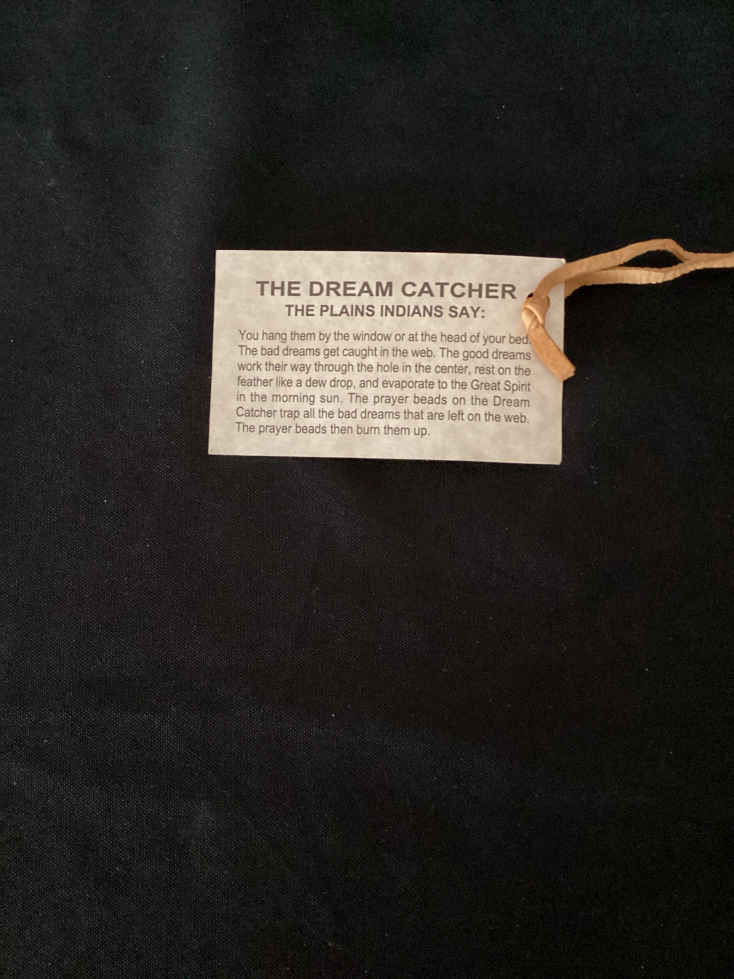 THE DREAM CATCHER
THE PLAINS INDIANS SAY:
You hang them by the window or at the head of your bed.
The bad dreams get caught in the web. The good dreams
work their way through the hole in the center, rest on the
feather like a dew drop, and evaporate to the Great Spirit
in the morning sun. The prayer beads on the Dream
Catcher trap all the bad dreams that are left on the web.
The prayer beads then burn them up.